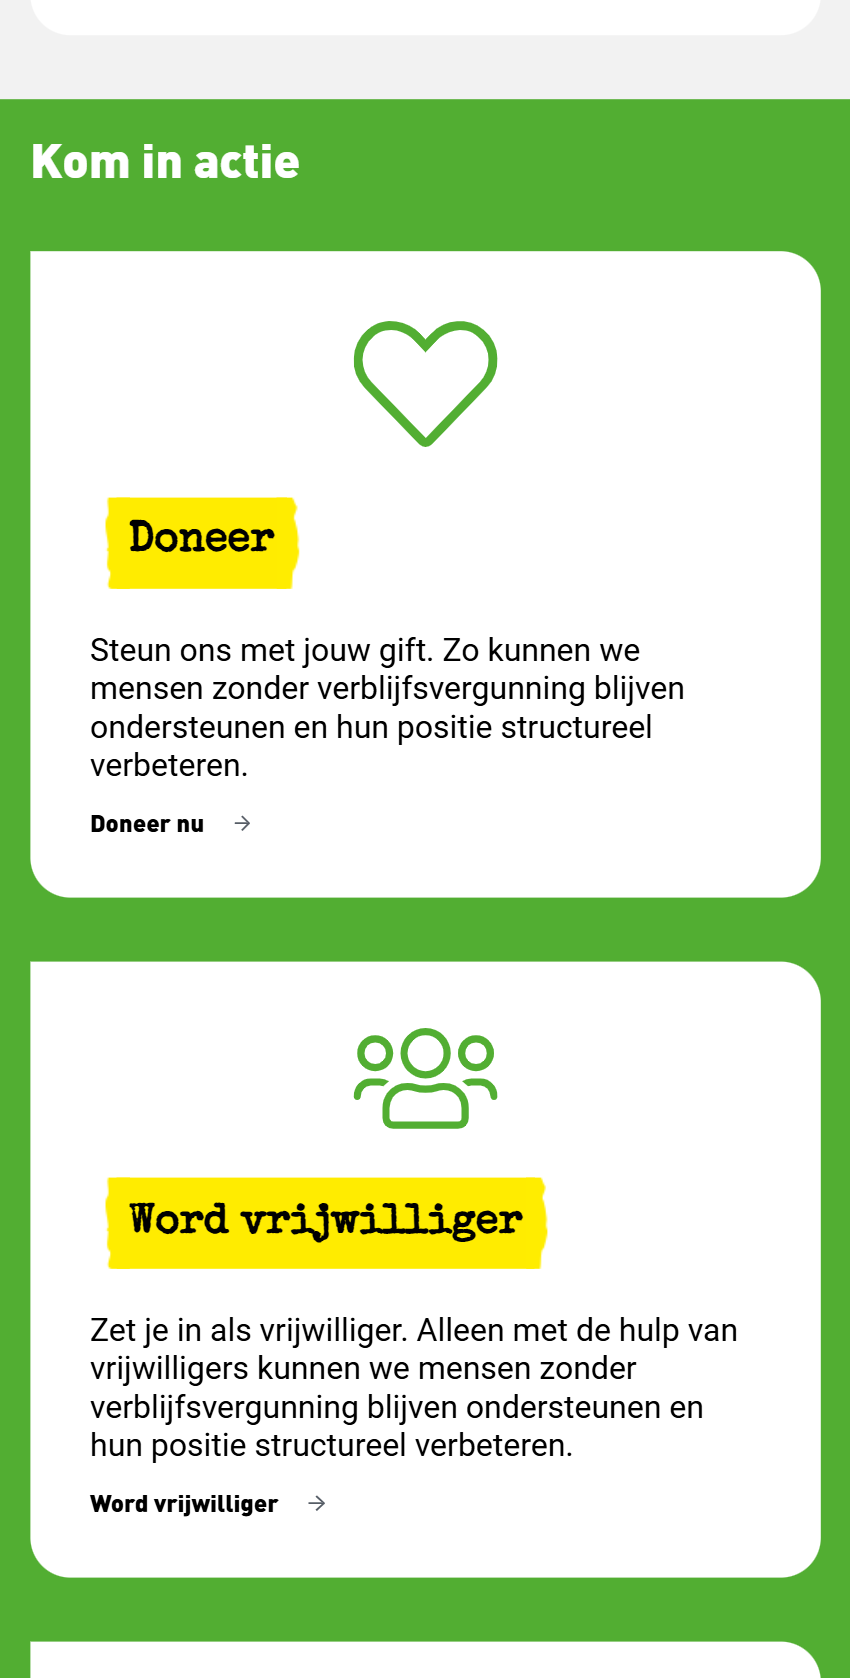 Kom in actie
Doneer
Steun ons met jouw gift. Zo kunnen we
mensen zonder verblijfsvergunning blijven
ondersteunen en hun positie structureel
verbeteren.
Doneer nu
Word vrijwilliger
Zet je in als vrijwilliger. Alleen met de hulp van
vrijwilligers kunnen we mensen zonder
verblijfsvergunning blijven ondersteunen en
hun positie structureel verbeteren.
Word vrijwilliger